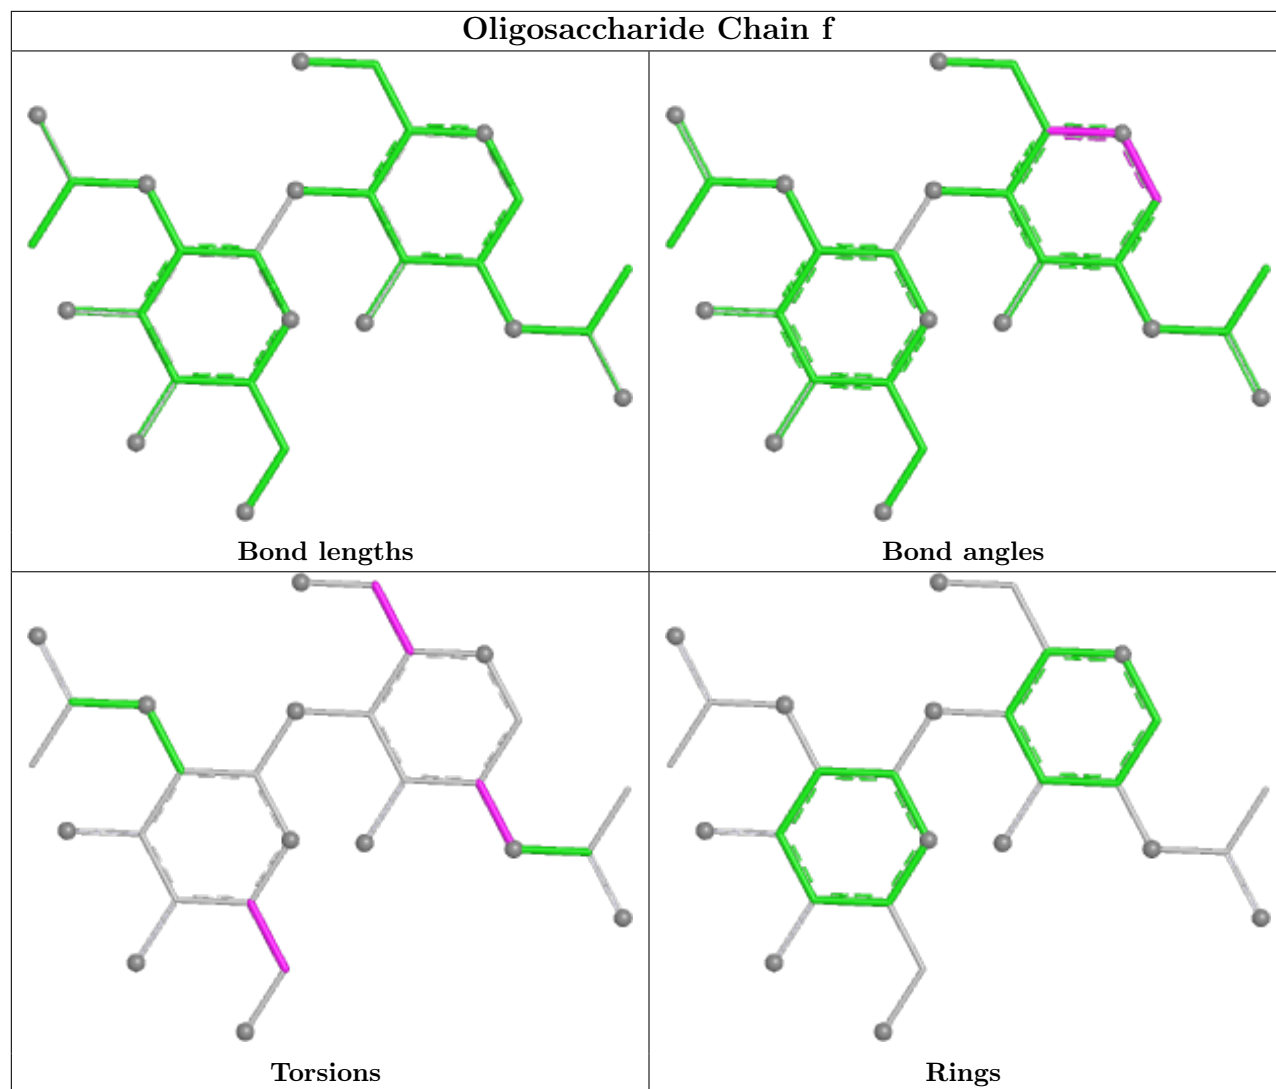 Oligosaccharide Chain f
Bond lengths
Bond angles
Torsions
Rings